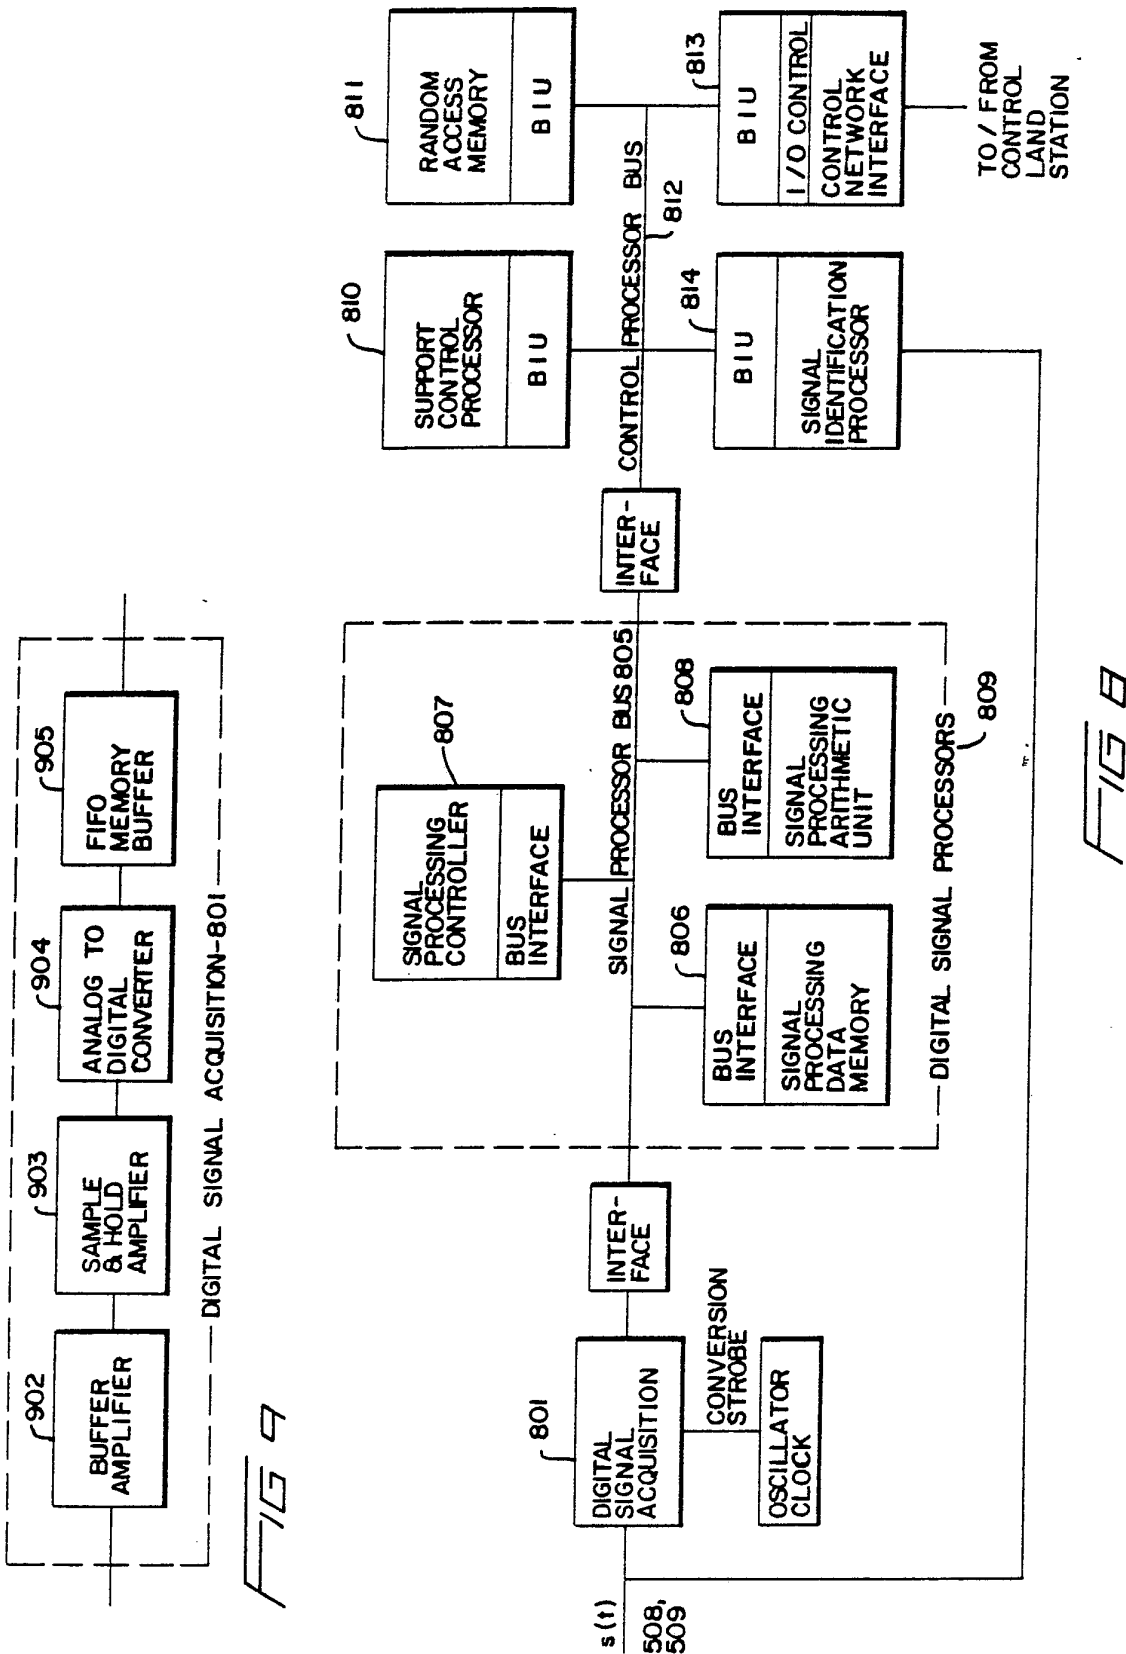 902
BUFFER
AMPLIFIER
903
SAMPLE
& HOLD
AMPLIFIER
904
ANALOG TO
DIGITAL
CONVERTER
905
FIFO
MEMORY
BUFFER
DIGITAL SIGNAL ACQUISITION-801
FIG 9
s(t)
508,
509
801
DIGITAL
SIGNAL
ACQUISITION
CONVERSION
STROBE
OSCILLATOR
CLOCK
INTER-
FACE
807
SIGNAL
PROCESSING
CONTROLLER
BUS
INTERFACE
SIGNAL PROCESSOR BUS 805
806
BUS
INTERFACE
SIGNAL
PROCESSING
DATA
MEMORY
808
BUS
INTERFACE
SIGNAL
PROCESSING
ARITHMETIC
UNIT
DIGITAL SIGNAL PROCESSORS
809
INTER-
FACE
810
SUPPORT
CONTROL
PROCESSOR
BIU
811
RANDOM
ACCESS
MEMORY
BIU
CONTROL PROCESSOR BUS
812
814
BIU
SIGNAL
IDENTIFICATION
PROCESSOR
813
BIU
I/O CONTROL
CONTROL
NETWORK
INTERFACE
TO/FROM
CONTROL
LAND
STATION
FIG 8